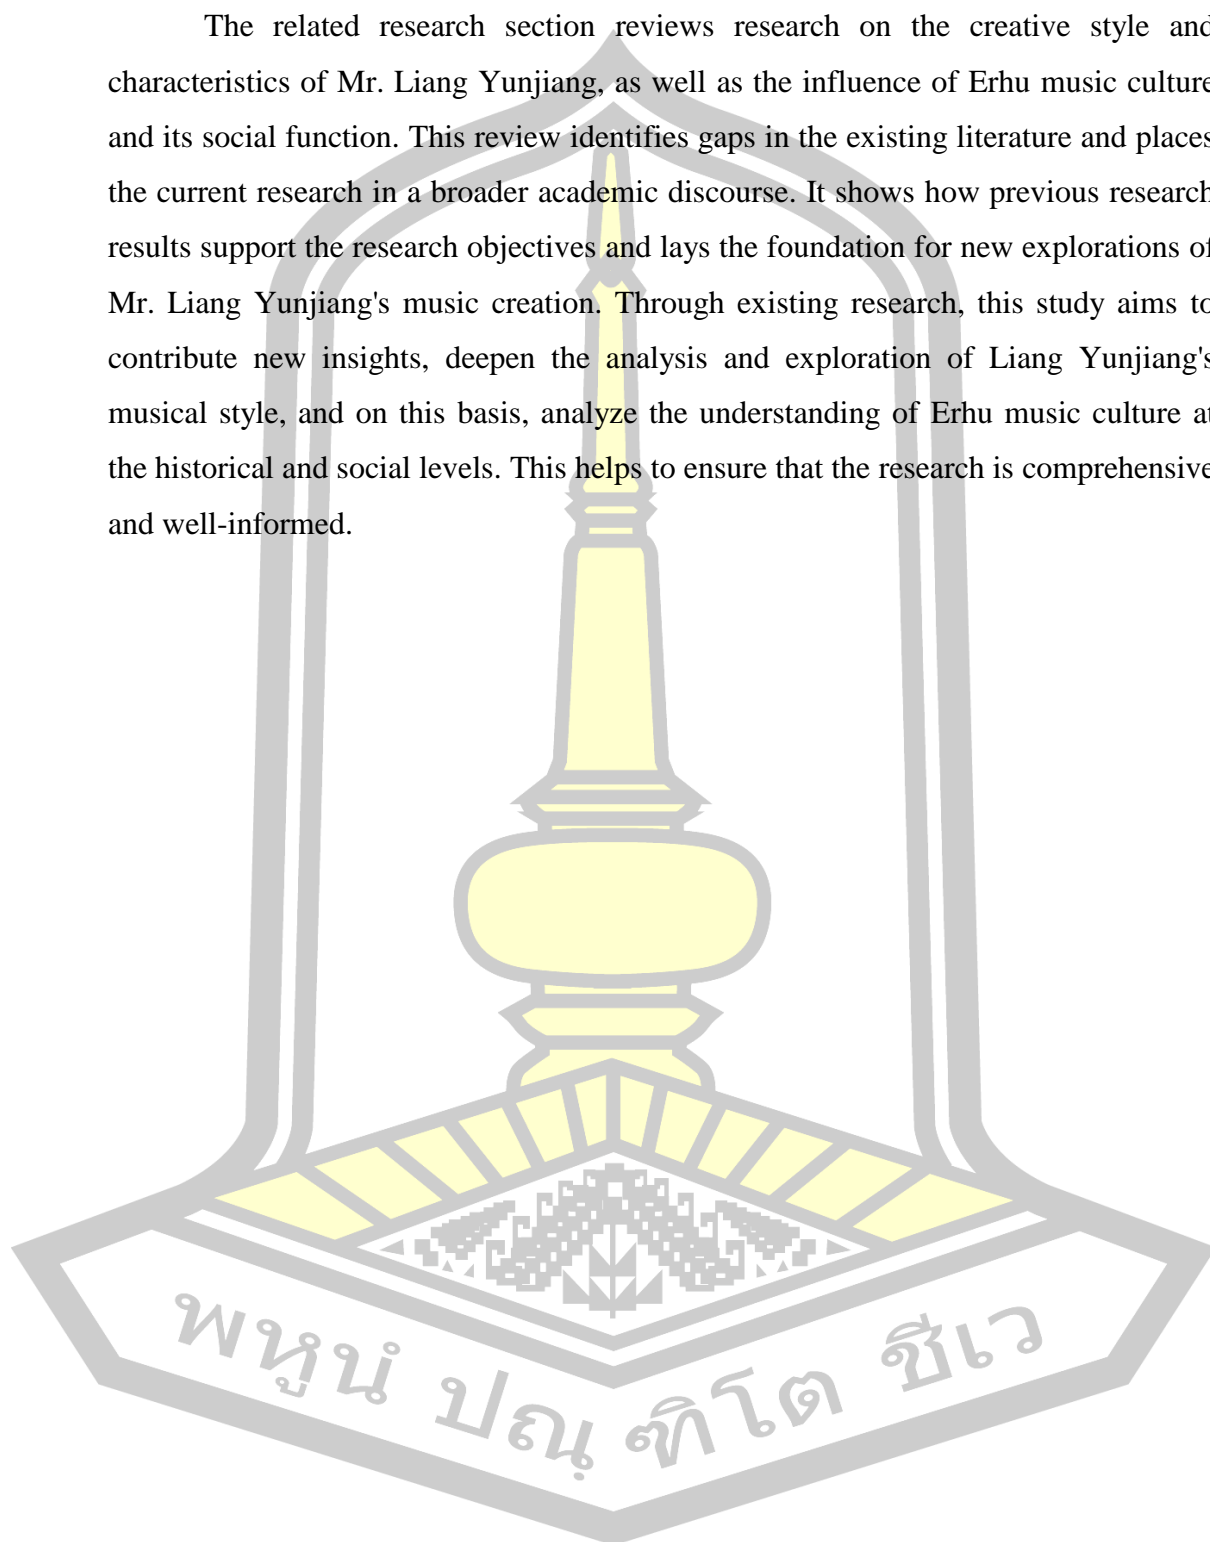 The related research section reviews research on the creative style and
characteristics of Mr. Liang Yunjiang, as well as the influence of Erhu music culture
and its social function. This review identifies gaps in the existing literature and places
the current research in a broader academic discourse. It shows how previous research
results support the research objectives and lays the foundation for new explorations of
Mr. Liang Yunjiang's music creation. Through existing research, this study aims to
contribute new insights, deepen the analysis and exploration of Liang Yunjiang's
musical style, and on this basis, analyze the understanding of Erhu music culture at
the historical and social levels. This helps to ensure that the research is comprehensive
and well-informed.
พหูนํ ปณฺฑิโต ชีเว